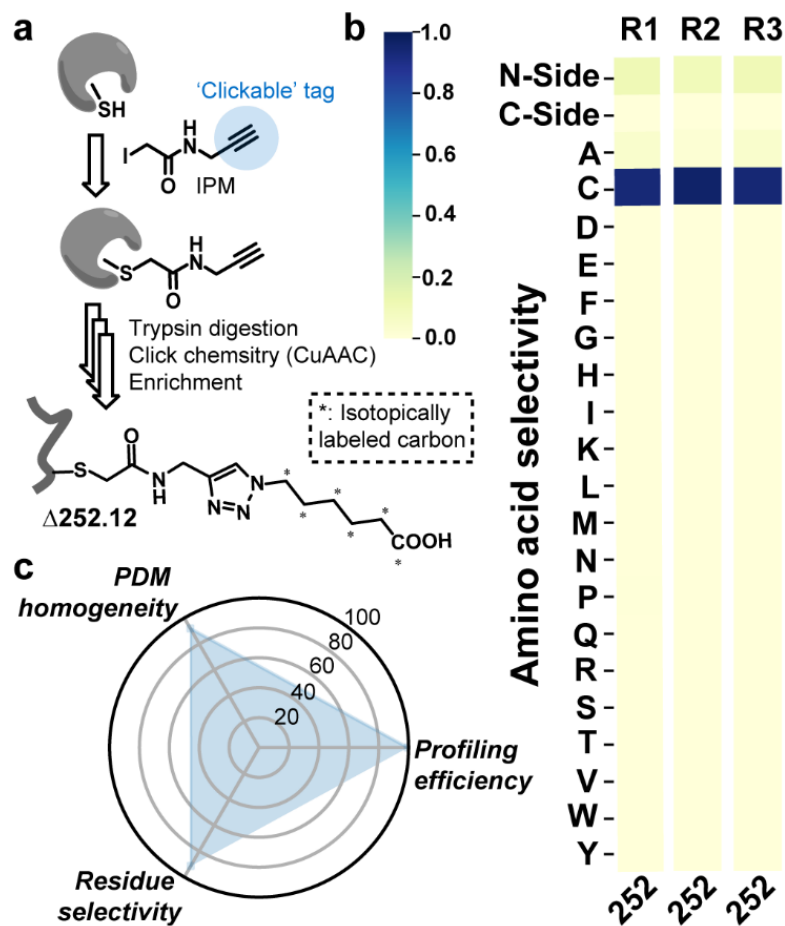 a
SH
'Clickable' tag
I
O
H
N
IPM
S
O
H
N
Trypsin digestion
Click chemsitry (CuAAC)
Enrichment
*: Isotopically
labeled carbon
S
O
N
H
N
N=N
*
*
*
*
*
COOH
*
Δ252.12
b
1.0
0.8
0.6
0.4
0.2
0.0
R1 R2 R3
Amino acid selectivity
N-Side
C-Side
A
C
D
E
F
G
H
I
K
L
M
N
P
Q
R
S
T
V
W
Y
252 252 252
c
PDM
homogeneity
100
80
60
40
20
Profiling
efficiency
Residue
selectivity